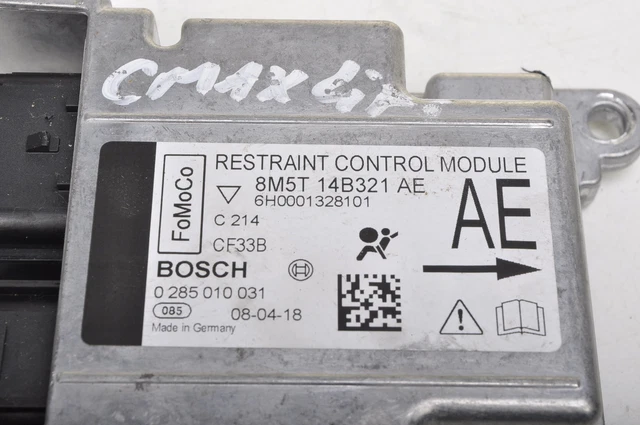 CMAX
RESTRAINT CONTROL MODULE
FoMoCo
8M5T 14B321 AE
6H0001328101
AE
C 214
CF33B
BOSCH
0 285 010 031
085 08-04-18
Made in Germany